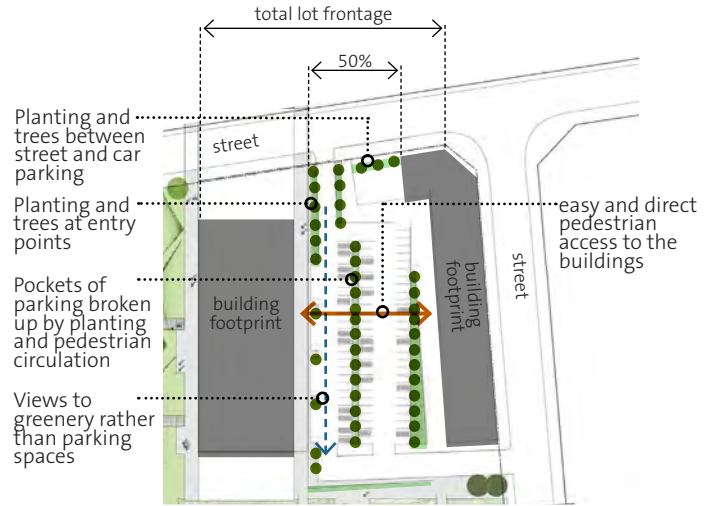 total lot frontage
50%
Planting and
trees between
street and car
parking
street
Planting and
trees at entry
points
easy and direct
pedestrian
access to the
buildings
street
Pockets of
parking broken
up by planting
and pedestrian
circulation
building
footprint
building
footprint
Views to
greenery rather
than parking
spaces